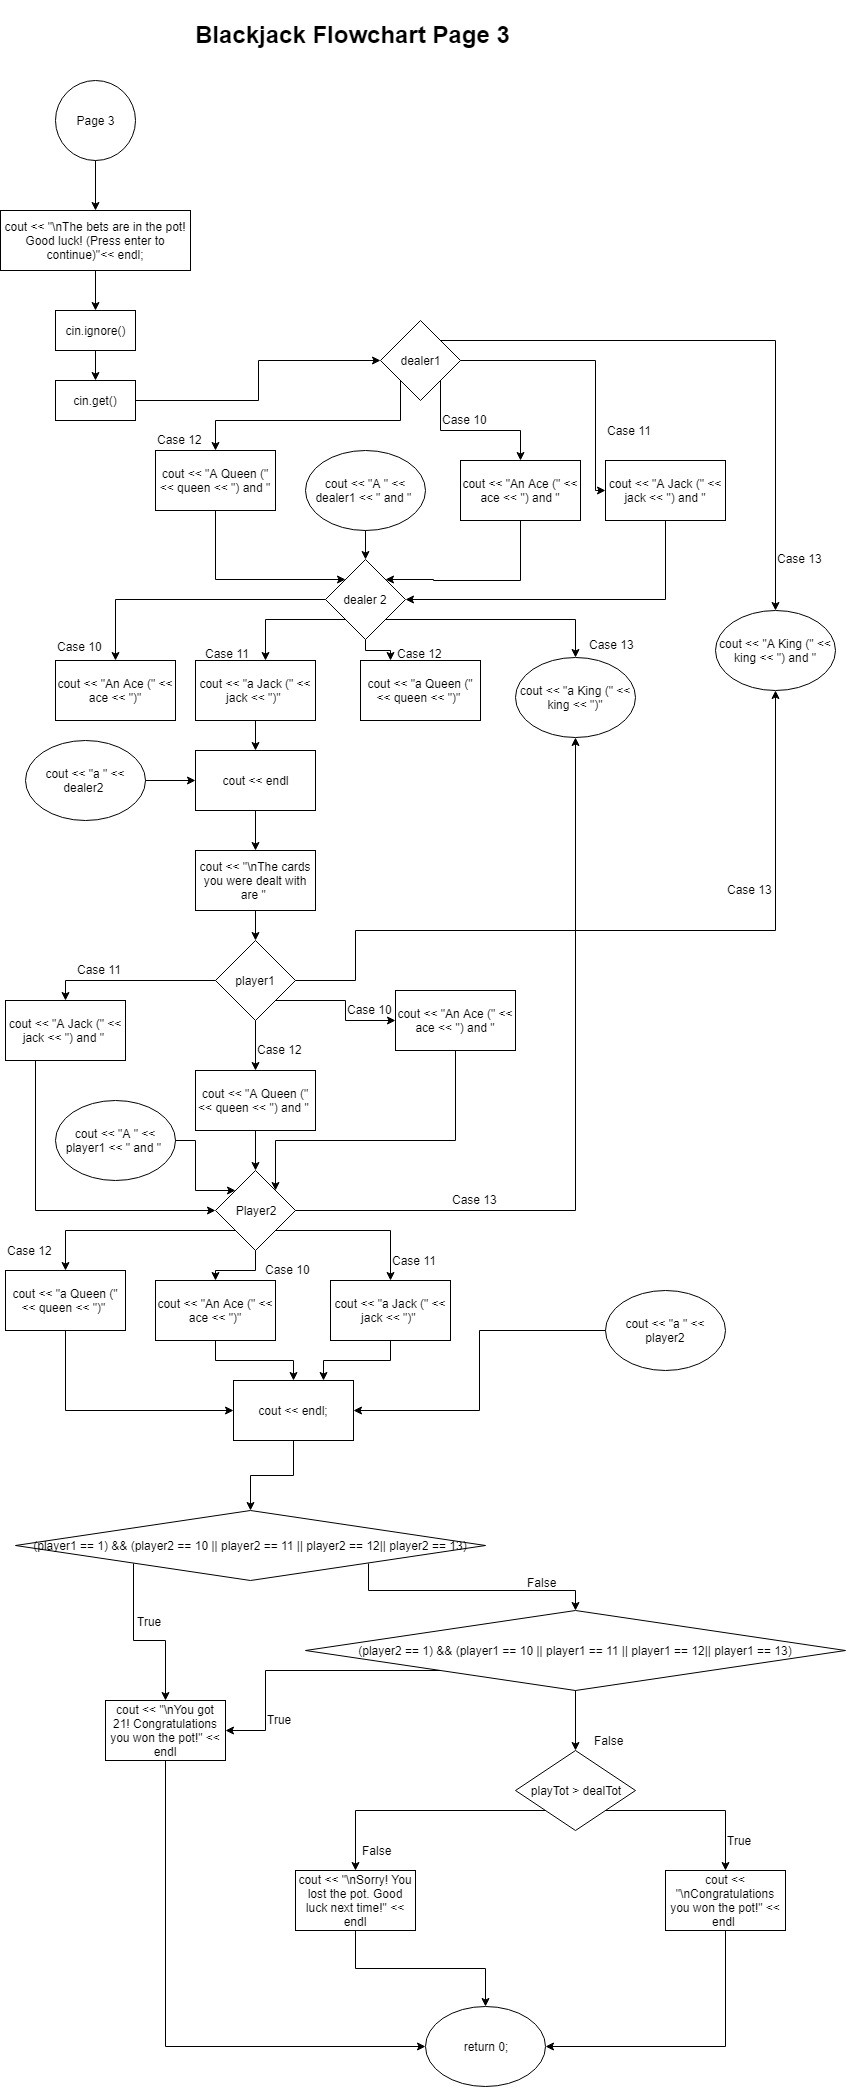 Blackjack Flowchart Page 3
Page 3
cout << "\nThe bets are in the pot!
Good luck! (Press enter to
continue)"<< endl;
cin.ignore()
cin.get()
dealer1
Case 12
Case 10
Case 11
cout << "A Queen ("
<< queen << ") and "
cout << "A " <<
dealer1 << " and "
cout << "An Ace (" <<
ace << ") and "
cout << "A Jack (" <<
jack << ") and "
Case 13
dealer 2
cout << "A King (" <<
king << ") and "
Case 10
Case 11
Case 12
Case 13
cout << "An Ace (" <<
ace << ")"
cout << "a Jack (" <<
jack << ")"
cout << "a Queen ("
<< queen << ")"
cout << "a King (" <<
king << ")"
cout << "a " <<
dealer2
cout << endl
cout << "\nThe cards
you were dealt with
are "
Case 13
player1
Case 11
cout << "A Jack (" <<
jack << ") and "
Case 10
cout << "An Ace (" <<
ace << ") and "
Case 12
cout << "A Queen ("
<< queen << ") and "
cout << "A " <<
player1 << " and "
Player2
Case 13
Case 12
Case 10
Case 11
cout << "a Queen ("
<< queen << ")"
cout << "An Ace (" <<
ace << ")"
cout << "a Jack (" <<
jack << ")"
cout << "a " <<
player2
cout << endl;
(player1 == 1) && (player2 == 10 || player2 == 11 || player2 == 12|| player2 == 13)
False
True
(player2 == 1) && (player1 == 10 || player1 == 11 || player1 == 12|| player1 == 13)
cout << "\nYou got
21! Congratulations
you won the pot!" <<
endl
True
False
playTot > dealTot
False
True
cout << "\nSorry! You
lost the pot. Good
luck next time!" <<
endl
cout <<
"\nCongratulations
you won the pot!" <<
endl
return 0;